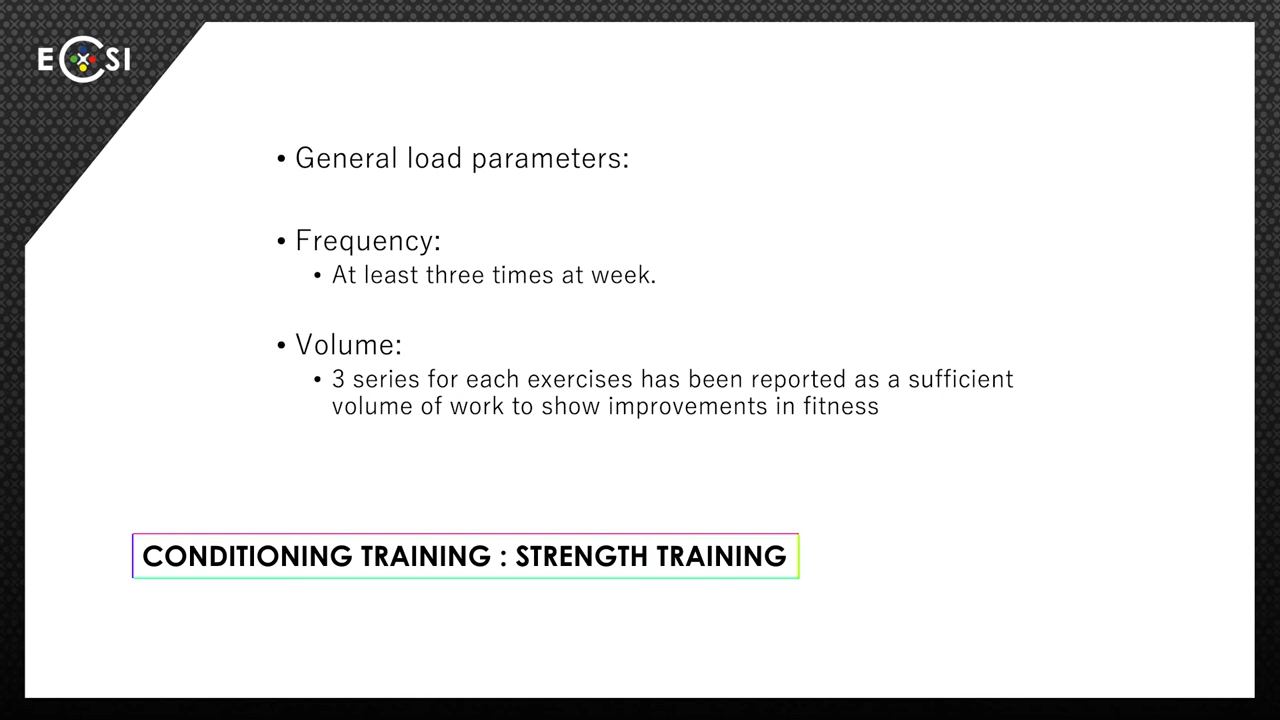 ECSI
• General load parameters:
• Frequency:
• At least three times at week.
• Volume:
• 3 series for each exercises has been reported as a sufficient
volume of work to show improvements in fitness
CONDITIONING TRAINING : STRENGTH TRAINING